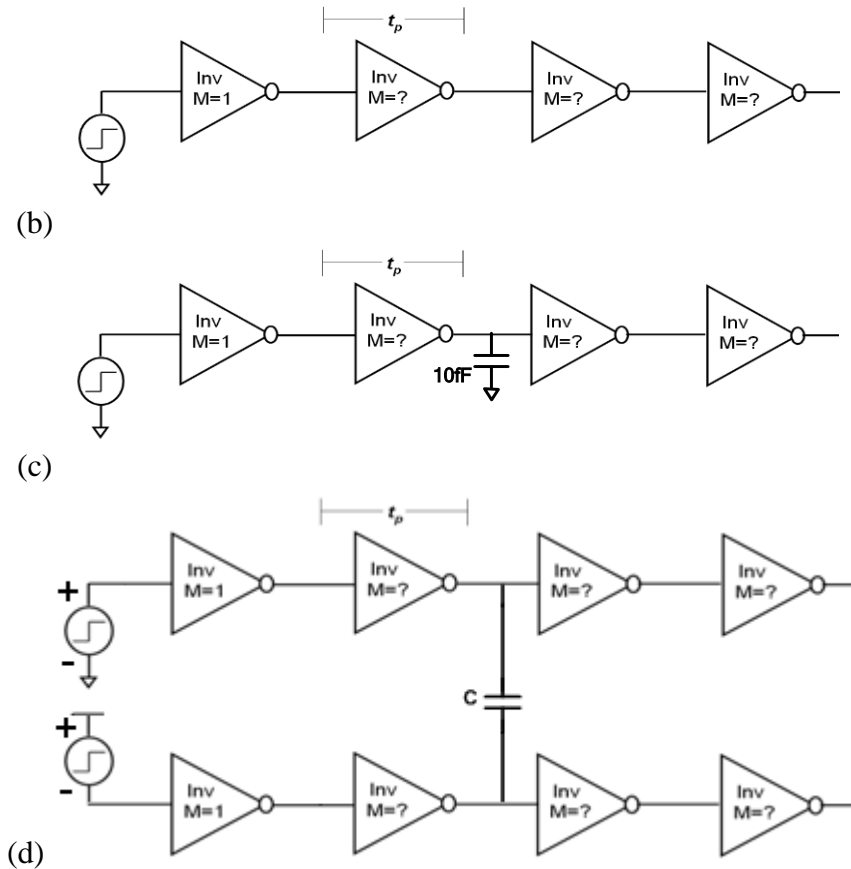 t_p
Inv Inv Inv Inv
M=1 M=? M=? M=?
(b)
t_p
Inv Inv Inv Inv
M=1 M=? M=? M=?
10fF
(c)
t_p
Inv Inv Inv Inv
M=1 M=? M=? M=?
+
-
C
+
-
Inv Inv Inv Inv
M=1 M=? M=? M=?
(d)